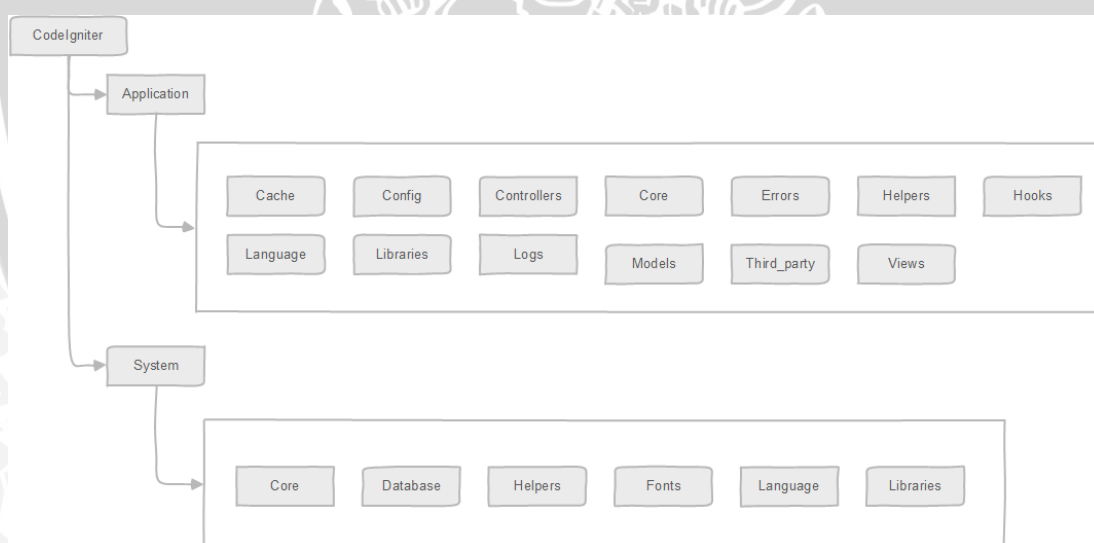 CodeIgniter
Application
Cache Config Controllers Core Errors Helpers Hooks
Language Libraries Logs Models Third_party Views
System
Core Database Helpers Fonts Language Libraries